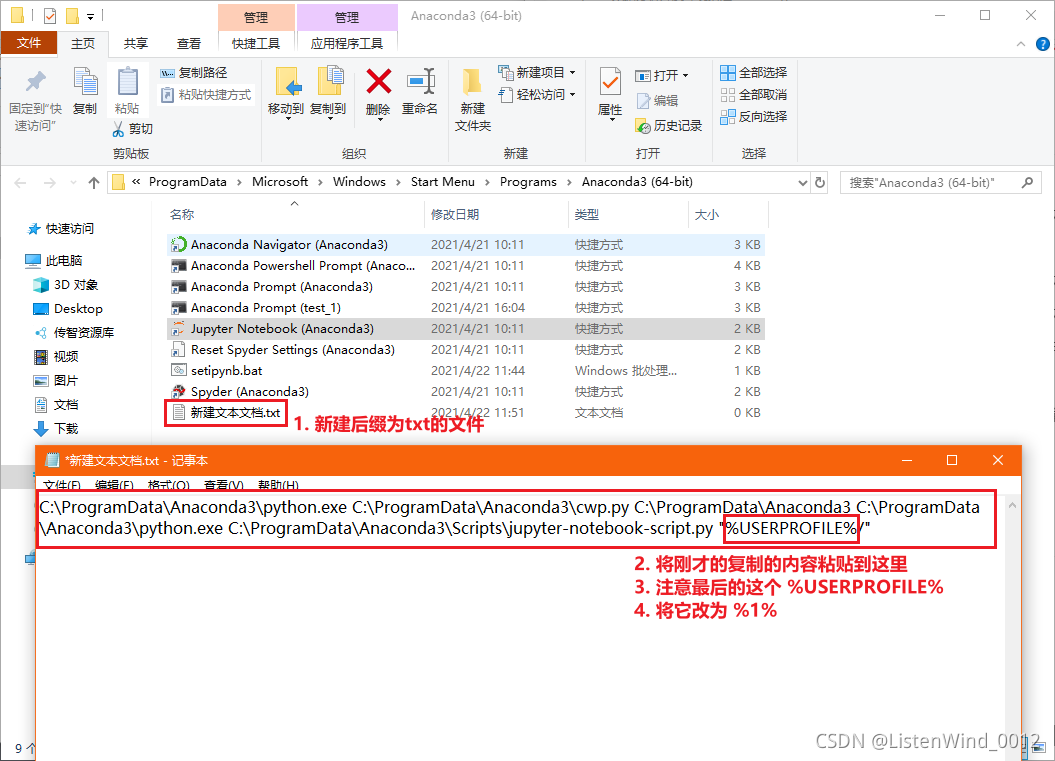 管理
管理
Anaconda3 (64-bit)
文件
主页
共享
查看
快捷工具
应用程序工具
固定到"快
速访问"
复制
粘贴
复制路径
粘贴快捷方式
剪切
剪贴板
移动到
复制到
删除
重命名
组织
新建
文件夹
新建项目
轻松访问
新建
属性
打开
编辑
历史记录
打开
全部选择
全部取消
反向选择
选择
« ProgramData › Microsoft › Windows › Start Menu › Programs › Anaconda3 (64-bit)
搜索"Anaconda3 (64-bit)"
名称 修改日期 类型 大小
Anaconda Navigator (Anaconda3) 2021/4/21 10:11 快捷方式 3 KB
Anaconda Powershell Prompt (Anaco... 2021/4/21 10:11 快捷方式 4 KB
Anaconda Prompt (Anaconda3) 2021/4/21 10:11 快捷方式 3 KB
Anaconda Prompt (test_1) 2021/4/21 16:04 快捷方式 3 KB
Jupyter Notebook (Anaconda3) 2021/4/21 10:11 快捷方式 2 KB
Reset Spyder Settings (Anaconda3) 2021/4/21 10:11 快捷方式 2 KB
setipynb.bat 2021/4/22 11:44 Windows 批处理... 1 KB
Spyder (Anaconda3) 2021/4/21 10:11 快捷方式 2 KB
新建文本文档.txt 2021/4/22 11:51 文本文档 0 KB
快速访问
此电脑
3D 对象
Desktop
传智资源库
视频
图片
文档
下载
9 个
1. 新建后缀为txt的文件
*新建文本文档.txt - 记事本
文件(F) 编辑(E) 格式(O) 查看(V) 帮助(H)
C:\ProgramData\Anaconda3\python.exe C:\ProgramData\Anaconda3\cwp.py C:\ProgramData\Anaconda3 C:\ProgramData
\Anaconda3\python.exe C:\ProgramData\Anaconda3\Scripts\jupyter-notebook-script.py "%USERPROFILE%/"
2. 将刚才的复制的内容粘贴到这里
3. 注意最后的这个 %USERPROFILE%
4. 将它改为 %1%
CSDN @ListenWind_0012